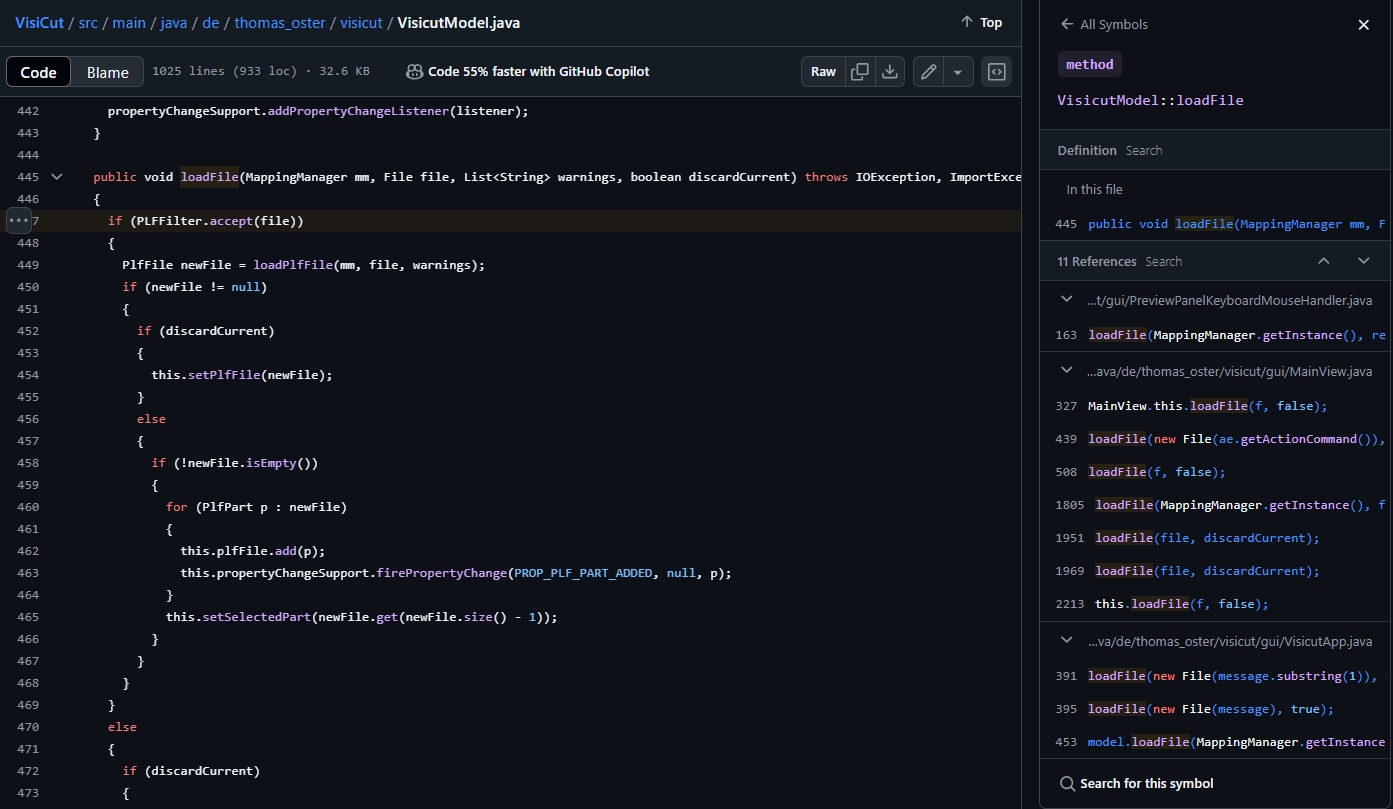 VisiCut / src / main / java / de / thomas_oster / visicut / VisicutModel.java
Top
Code Blame 1025 lines (933 loc) · 32.6 KB Code 55% faster with GitHub Copilot Raw
442 propertyChangeSupport.addPropertyChangeListener(listener);
443 }
444
445 public void loadFile(MappingManager mm, File file, List<String> warnings, boolean discardCurrent) throws IOException, ImportExce
446 {
7 if (PLFFilter.accept(file))
448 {
449 PlfFile newFile = loadPlfFile(mm, file, warnings);
450 if (newFile != null)
451 {
452 if (discardCurrent)
453 {
454 this.setPlfFile(newFile);
455 }
456 else
457 {
458 if (!newFile.isEmpty())
459 {
460 for (PlfPart p : newFile)
461 {
462 this.plfFile.add(p);
463 this.propertyChangeSupport.firePropertyChange(PROP_PLF_PART_ADDED, null, p);
464 }
465 this.setSelectedPart(newFile.get(newFile.size() - 1));
466 }
467 }
468 }
469 }
470 else
471 {
472 if (discardCurrent)
473 {
All Symbols
method
VisicutModel::loadFile
Definition Search
In this file
445 public void loadFile(MappingManager mm, F
11 References Search
...t/gui/PreviewPanelKeyboardMouseHandler.java
163 loadFile(MappingManager.getInstance(), re
...ava/de/thomas_oster/visicut/gui/MainView.java
327 MainView.this.loadFile(f, false);
439 loadFile(new File(ae.getActionCommand()),
508 loadFile(f, false);
1805 loadFile(MappingManager.getInstance(), f
1951 loadFile(file, discardCurrent);
1969 loadFile(file, discardCurrent);
2213 this.loadFile(f, false);
...va/de/thomas_oster/visicut/gui/VisicutApp.java
391 loadFile(new File(message.substring(1)),
395 loadFile(new File(message), true);
453 model.loadFile(MappingManager.getInstance
Search for this symbol